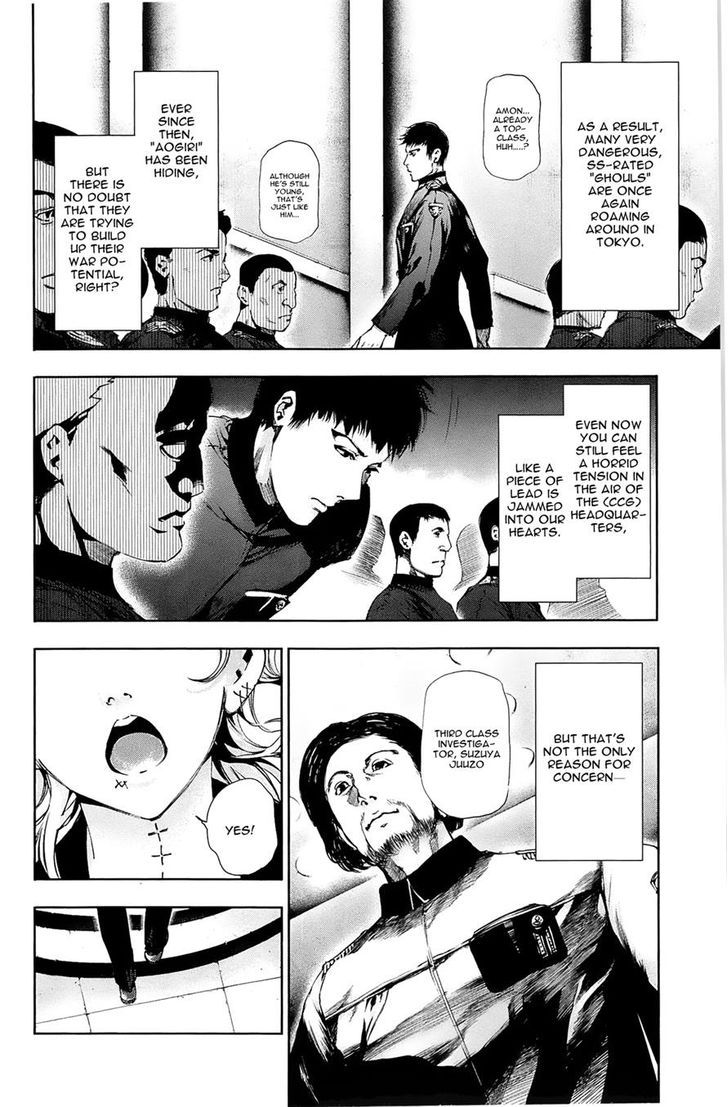 AS A RESULT,
MANY VERY
DANGEROUS,
SS-RATED
"GHOULS"
ARE ONCE
AGAIN
ROAMING
AROUND IN
TOKYO.
AMON...
ALREADY
A TOP-
CLASS,
HUH....?
ALTHOUGH
HE'S STILL
YOUNG,
THAT'S
JUST LIKE
HIM...
EVER
SINCE
THEN,
"AOGIRI"
HAS BEEN
HIDING,
BUT
THERE IS
NO DOUBT
THAT THEY
ARE TRYING
TO BUILD
UP THEIR
WAR PO-
TENTIAL,
RIGHT?
EVEN NOW
YOU CAN
STILL FEEL
A HORRID
TENSION IN
THE AIR OF
THE (CCG)
HEADQUAR-
TERS,
LIKE A
PIECE OF
LEAD IS
JAMMED
INTO OUR
HEARTS.
BUT THAT'S
NOT THE ONLY
REASON FOR
CONCERN—
THIRD CLASS
INVESTIGA-
TOR, SUZUYA
JUUZO
YES!